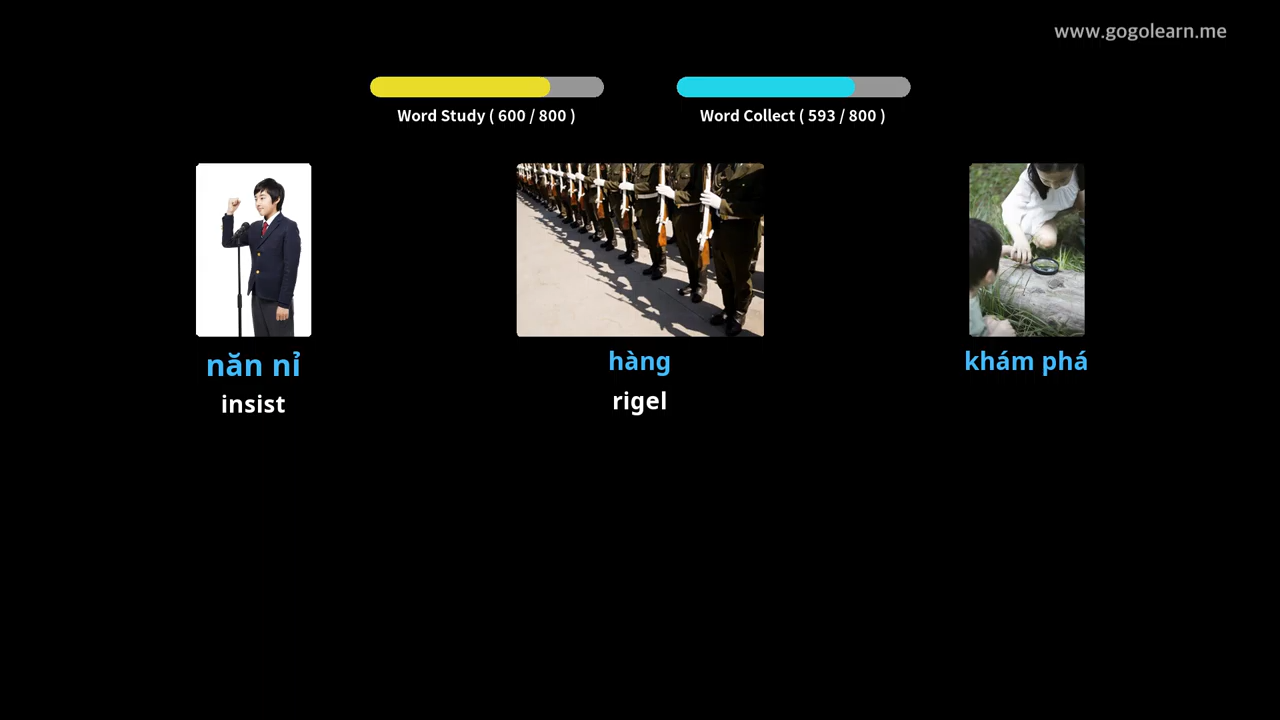 www.gogolearn.me
Word Study ( 600 / 800 )
Word Collect ( 593 / 800 )
năn nỉ
hàng
khám phá
insist
rigel